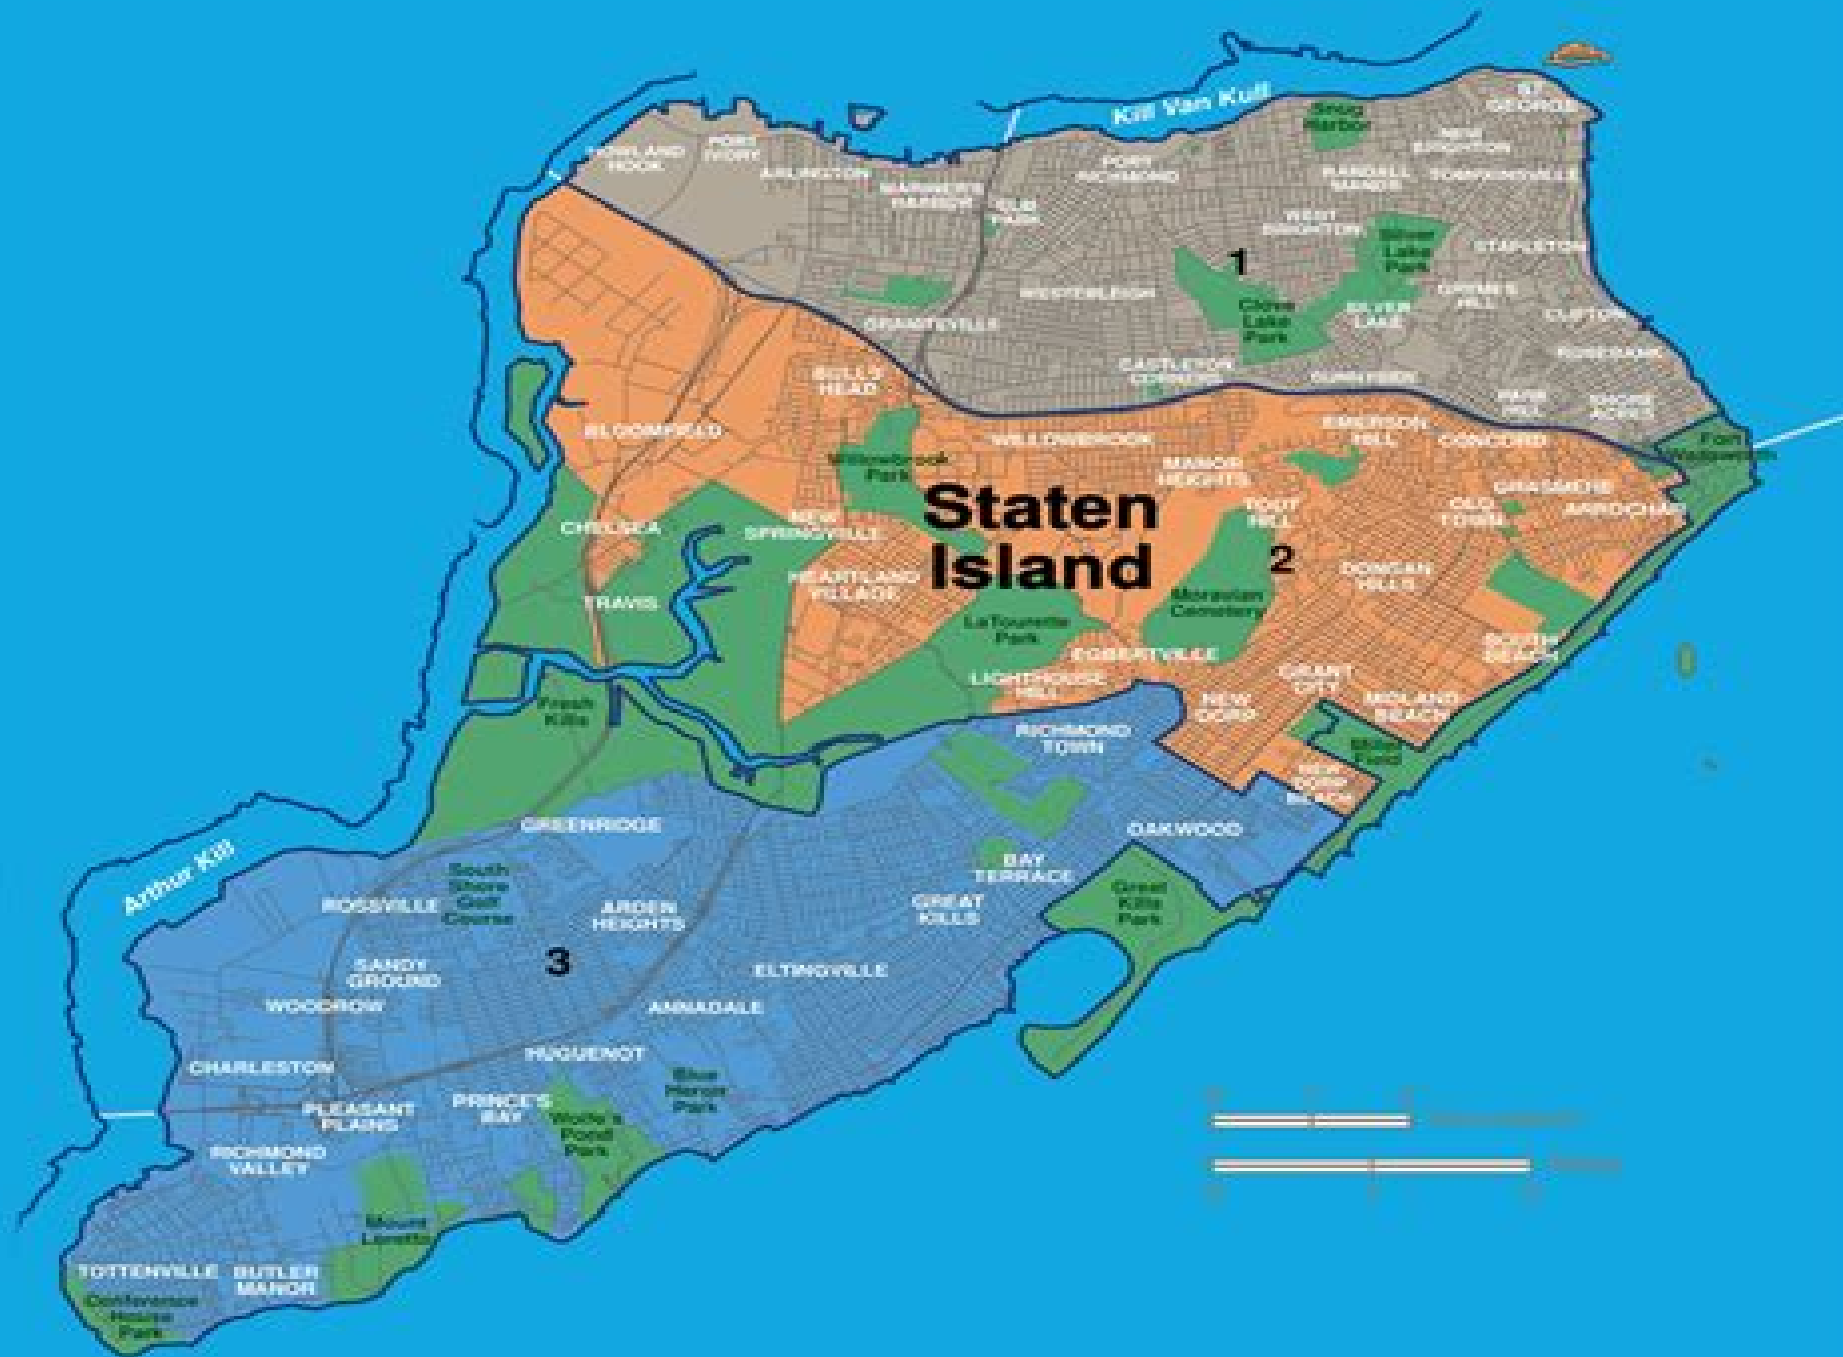 Kill Van Kull
Snug
Harbor
ST.
GEORGE
HOWLAND
HOOK
PORT
IVORY
ARLINGTON
MARINER'S
HARBOR
ELM
PARK
PORT
RICHMOND
RANDALL
MANOR
NEW
BRIGHTON
TOMPKINSVILLE
WEST
BRIGHTON
Silver
Lake
Park
STAPLETON
1
WESTERLEIGH
Clove
Lake
Park
SILVER
LAKE
GRYMES
HILL
CLIFTON
GRANITEVILLE
ROSEBANK
CASTLETON
CORNERS
SUNNYSIDE
PARK
HILL
SHORE
ACRES
BULLS
HEAD
BLOOMFIELD
WILLOWBROOK
EMERSON
HILL
CONCORD
Fort
Wadsworth
Willowbrook
Park
MANOR
HEIGHTS
GRASMERE
Staten
Island
TODT
HILL
OLD
TOWN
ARROCHAR
CHELSEA
NEW
SPRINGVILLE
2
HEARTLAND
VILLAGE
DONGAN
HILLS
TRAVIS
Moravian
Cemetery
LaTourette
Park
EGBERTVILLE
SOUTH
BEACH
LIGHTHOUSE
HILL
GRANT
CITY
Fresh
Kills
NEW
DORP
MIDLAND
BEACH
RICHMOND
TOWN
Miller
Field
NEW
DORP
BEACH
GREENRIDGE
OAKWOOD
Arthur Kill
South
Shore
Golf
Course
BAY
TERRACE
Great
Kills
Park
ROSSVILLE
ARDEN
HEIGHTS
GREAT
KILLS
3
SANDY
GROUND
ELTINGVILLE
WOODROW
ANNADALE
CHARLESTON
HUGUENOT
Blue
Heron
Park
PLEASANT
PLAINS
PRINCE'S
BAY
Wolfe's
Pond
Park
RICHMOND
VALLEY
Mount
Loretto
TOTTENVILLE
BUTLER
MANOR
Conference
House
Park